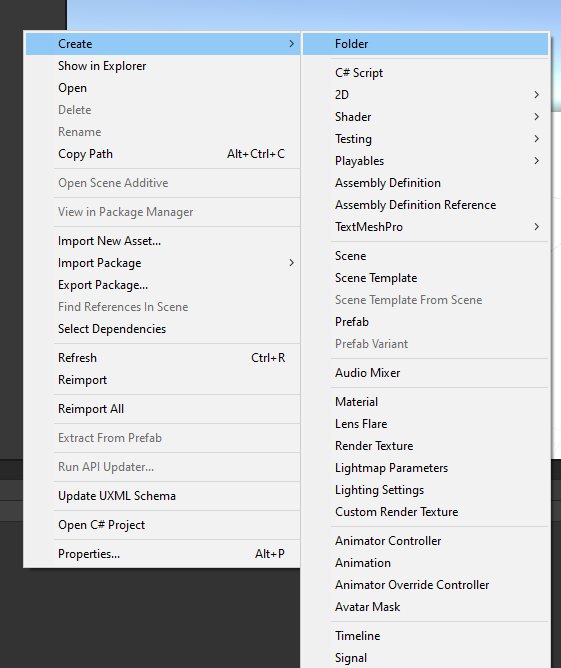 Create
Show in Explorer
Open
Delete
Rename
Copy Path Alt+Ctrl+C
Open Scene Additive
View in Package Manager
Import New Asset...
Import Package
Export Package...
Find References In Scene
Select Dependencies
Refresh Ctrl+R
Reimport
Reimport All
Extract From Prefab
Run API Updater...
Update UXML Schema
Open C# Project
Properties... Alt+P
Folder
C# Script
2D
Shader
Testing
Playables
Assembly Definition
Assembly Definition Reference
TextMeshPro
Scene
Scene Template
Scene Template From Scene
Prefab
Prefab Variant
Audio Mixer
Material
Lens Flare
Render Texture
Lightmap Parameters
Lighting Settings
Custom Render Texture
Animator Controller
Animation
Animator Override Controller
Avatar Mask
Timeline
Signal